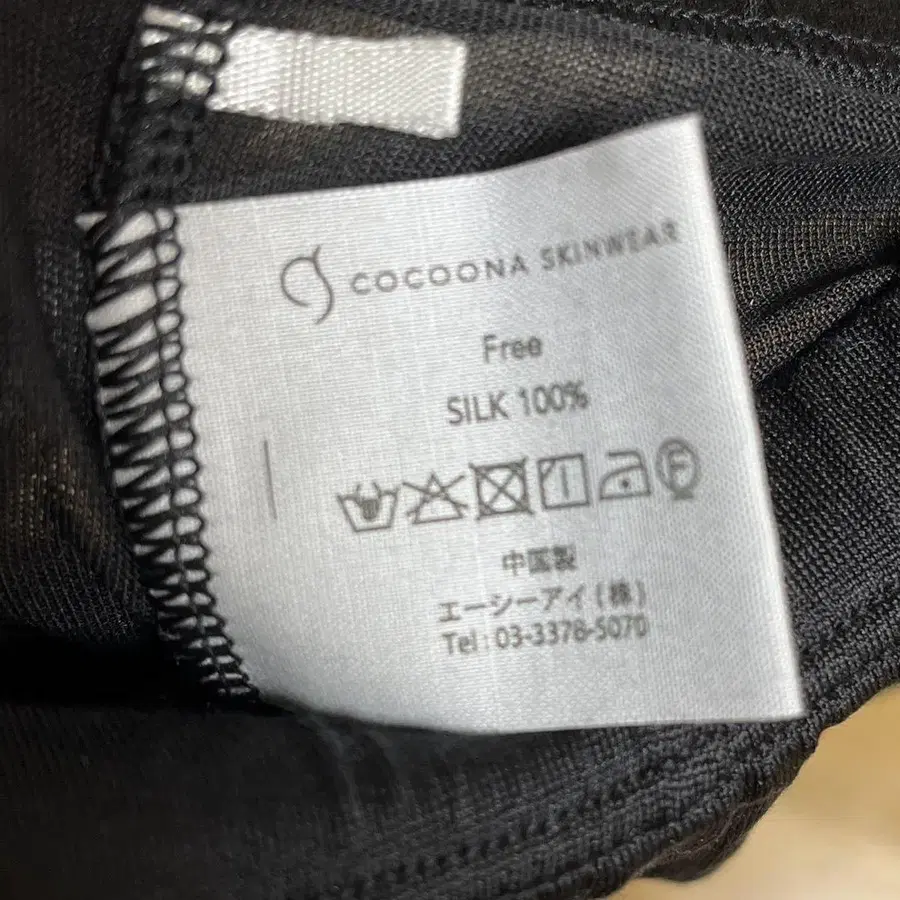 COCOONA SKINWEAR
Free
SILK 100%
F
中国製
エーシーアイ(株)
Tel:03-3378-5070